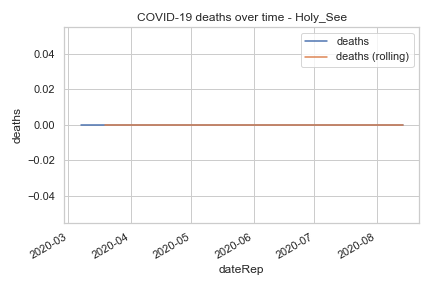 COVID-19 deaths over time - Holy_See
deaths
deaths (rolling)
0.04
0.02
0.00
−0.02
−0.04
deaths
2020-03
2020-04
2020-05
2020-06
2020-07
2020-08
dateRep